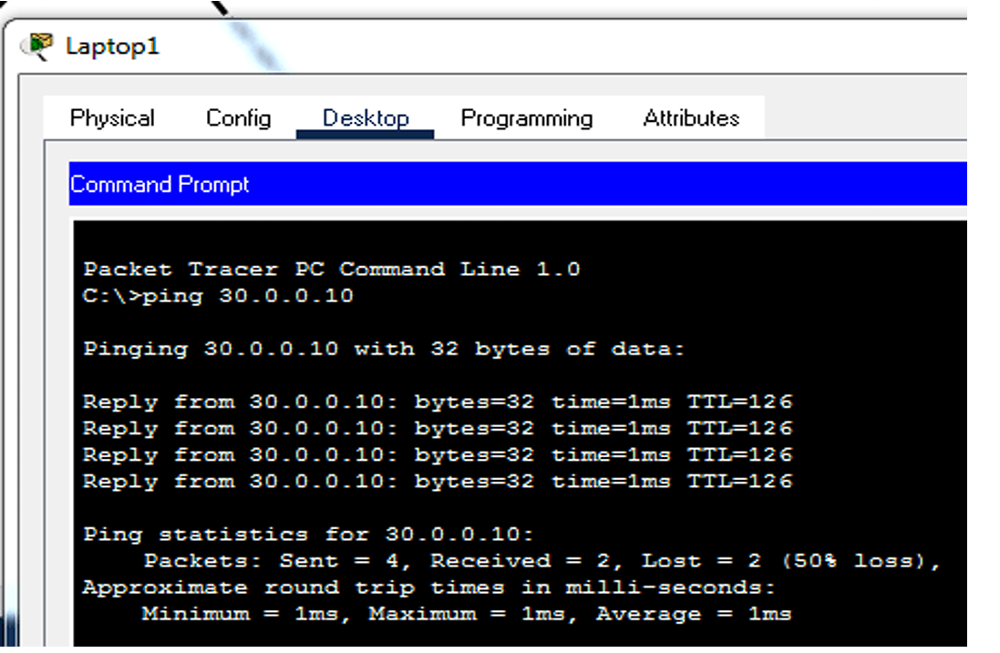 Laptop1
Physical Config Desktop Programming Attributes
Command Prompt
Packet Tracer PC Command Line 1.0
C:\>ping 30.0.0.10
Pinging 30.0.0.10 with 32 bytes of data:
Reply from 30.0.0.10: bytes=32 time=1ms TTL=126
Reply from 30.0.0.10: bytes=32 time=1ms TTL=126
Reply from 30.0.0.10: bytes=32 time=1ms TTL=126
Reply from 30.0.0.10: bytes=32 time=1ms TTL=126
Ping statistics for 30.0.0.10:
Packets: Sent = 4, Received = 2, Lost = 2 (50% loss),
Approximate round trip times in milli-seconds:
Minimum = 1ms, Maximum = 1ms, Average = 1ms